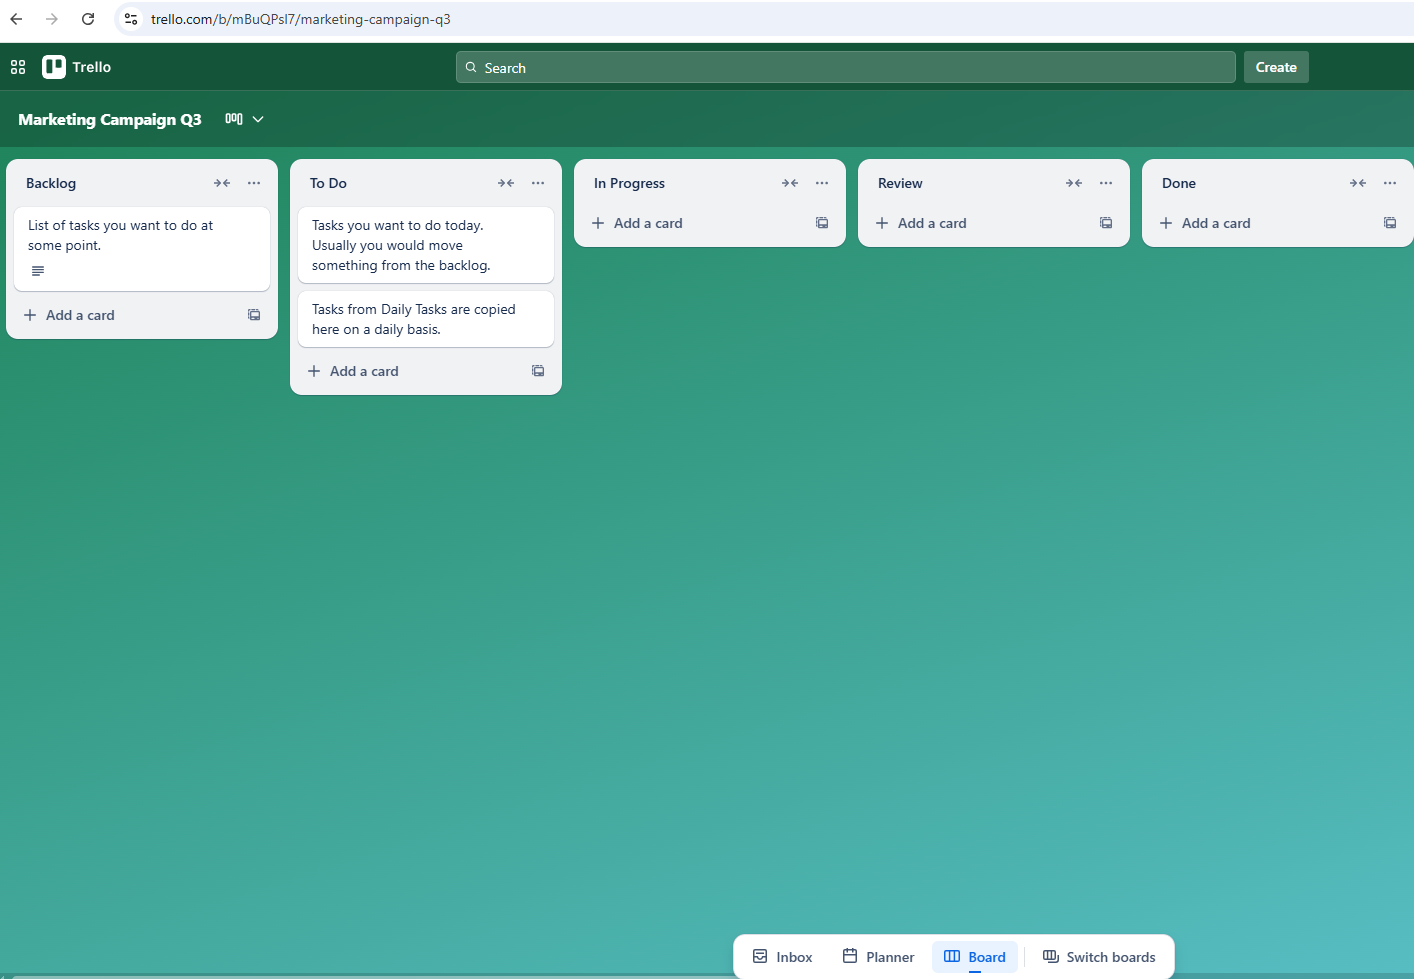 trello.com/b/mBuQPsl7/marketing-campaign-q3
Trello
Search
Create
Marketing Campaign Q3
Backlog
List of tasks you want to do at
some point.
Add a card
To Do
Tasks you want to do today.
Usually you would move
something from the backlog.
Tasks from Daily Tasks are copied
here on a daily basis.
Add a card
In Progress
Add a card
Review
Add a card
Done
Add a card
Inbox
Planner
Board
Switch boards